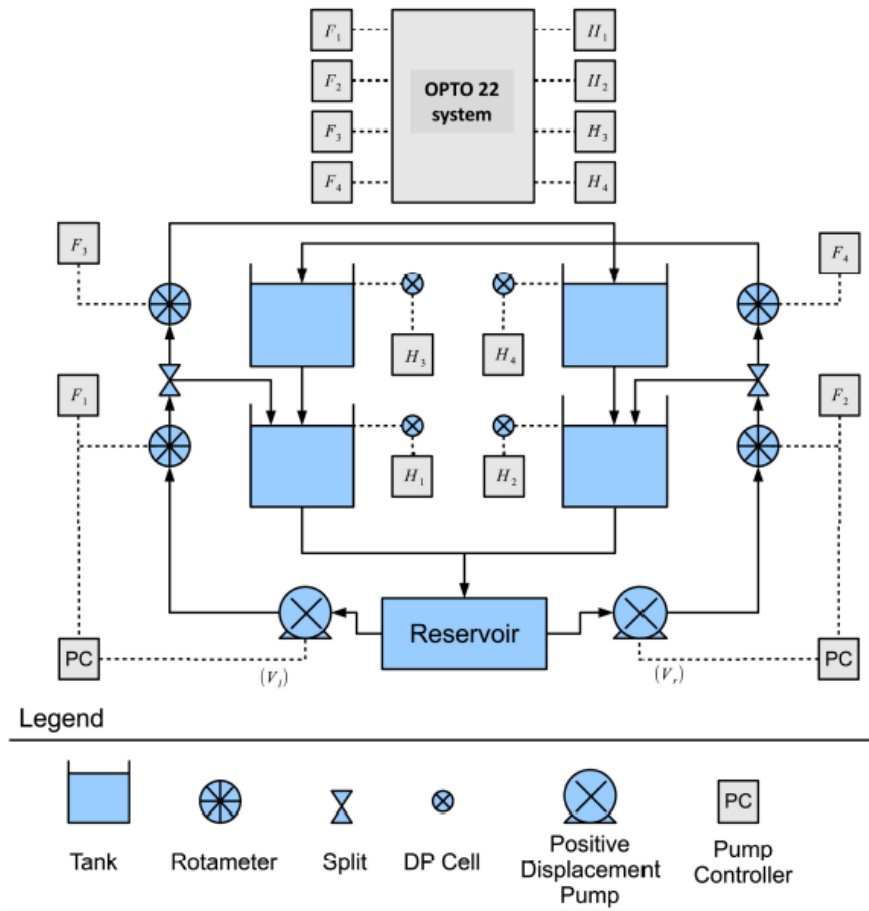 F₁ H₁
F₂ OPTO 22 H₂
system
F₃ H₃
F₄ H₄
F₃ F₄
H₃ H₄
F₁ F₂
H₁ H₂
Reservoir
PC PC
(Vₗ) (Vᵣ)
Legend
PC
Tank Rotameter Split DP Cell Positive Displacement Pump Pump Controller